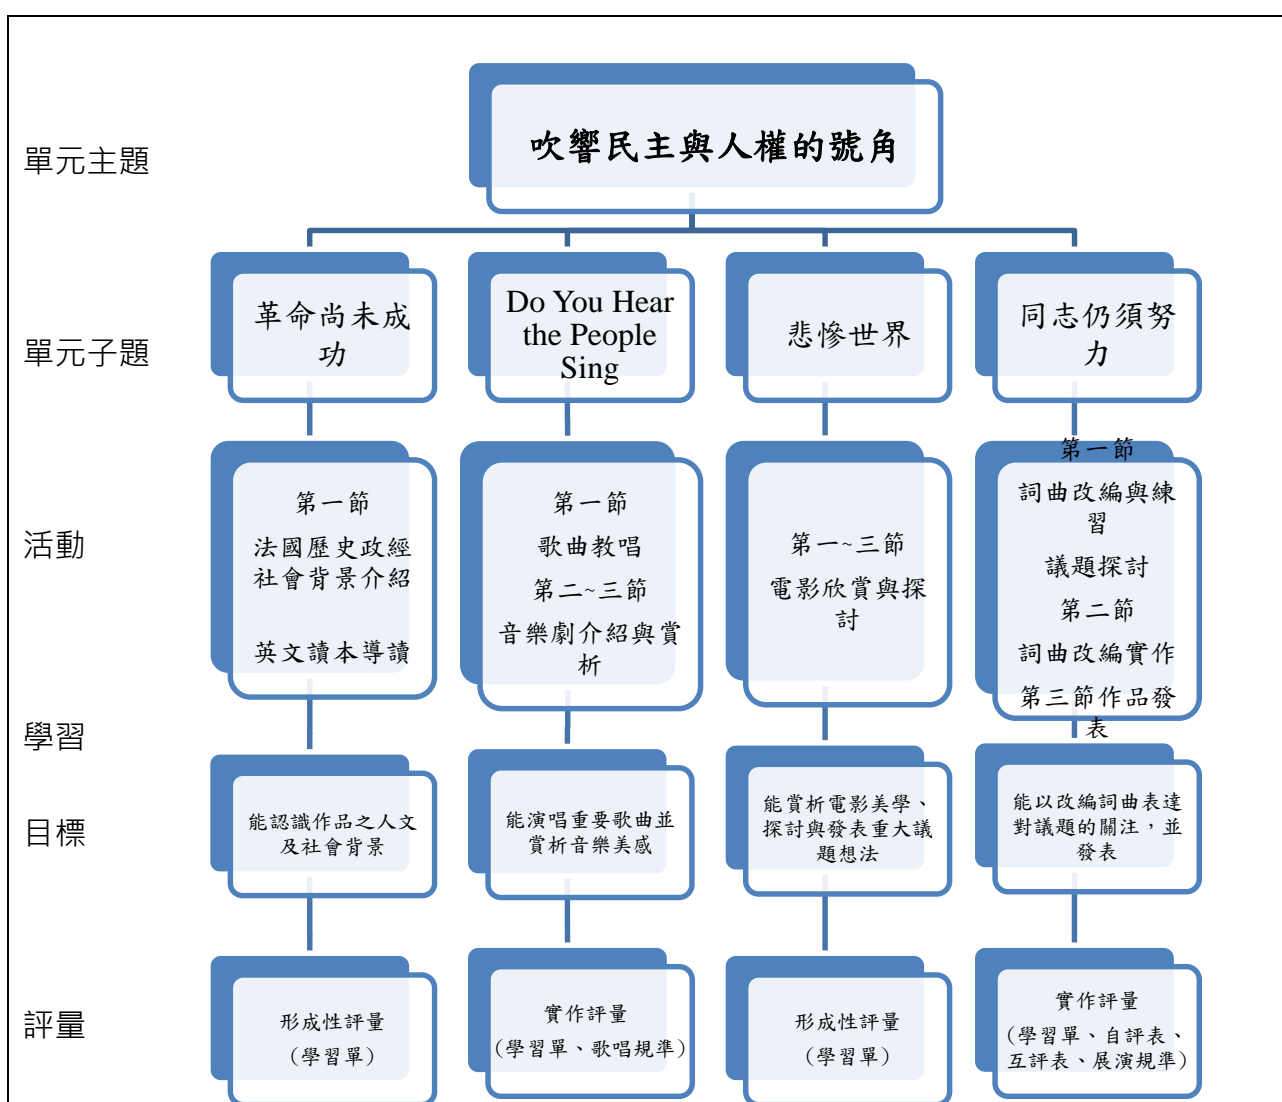 單元主題
吹響民主與人權的號角
單元子題
革命尚未成
功
Do You Hear
the People
Sing
悲慘世界
同志仍須努
力
活動
第一節
法國歷史政經
社會背景介紹
英文讀本導讀
第一節
歌曲教唱
第二~三節
音樂劇介紹與賞
析
第一~三節
電影欣賞與探
討
第一節
詞曲改編與練
習
議題探討
第二節
詞曲改編實作
第三節作品發
表
學習
目標
能認識作品之人文
及社會背景
能演唱重要歌曲並
賞析音樂美感
能賞析電影美學、
探討與發表重大議
題想法
能以改編詞曲表達
對議題的關注，並
發表
評量
形成性評量
(學習單)
實作評量
(學習單、歌唱規準)
形成性評量
(學習單)
實作評量
(學習單、自評表、
互評表、展演規準)